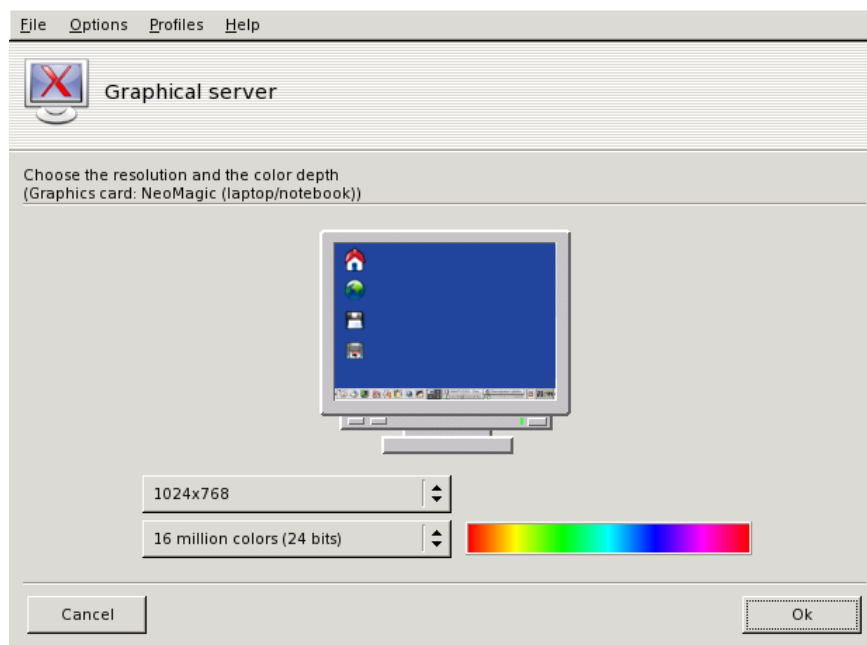 File Options Profiles Help
Graphical server
Choose the resolution and the color depth
(Graphics card: NeoMagic (laptop/notebook))
1024x768
16 million colors (24 bits)
Cancel Ok